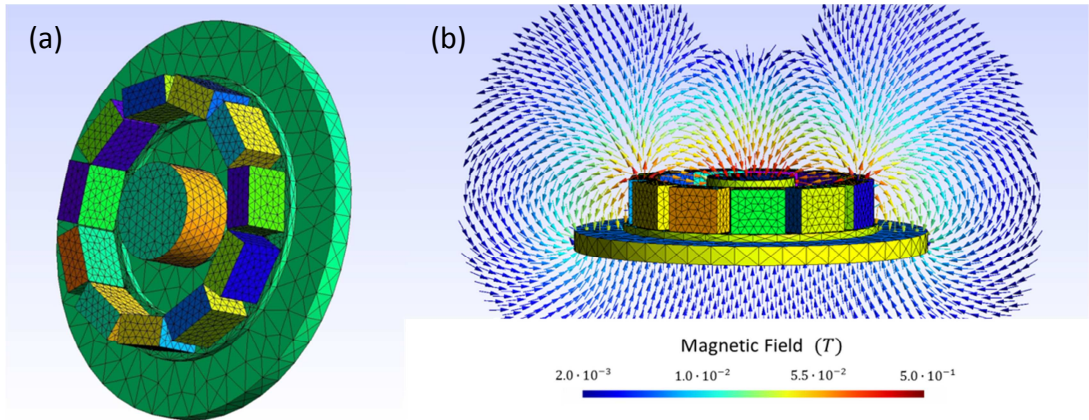 (a)
(b)
Magnetic Field (T)
2.0 · 10⁻³ 1.0 · 10⁻² 5.5 · 10⁻² 5.0 · 10⁻¹